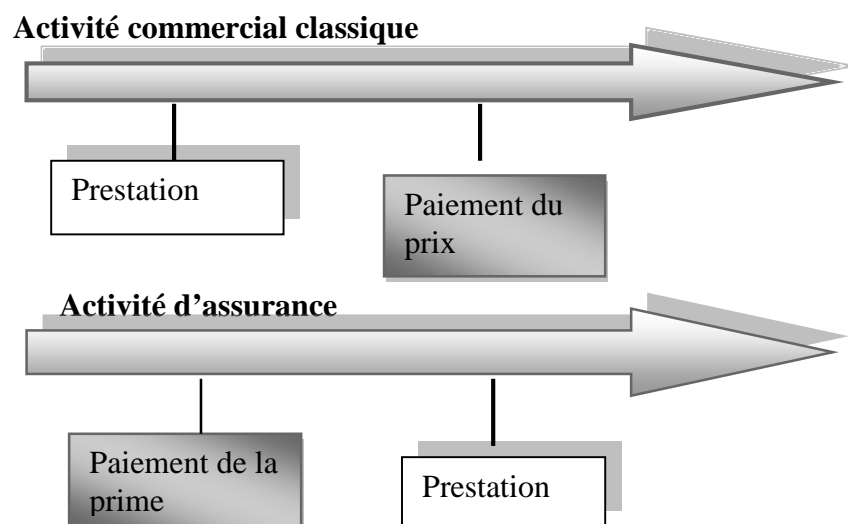 Activité commercial classique
Prestation
Paiement du
prix
Activité d’assurance
Paiement de la
prime
Prestation